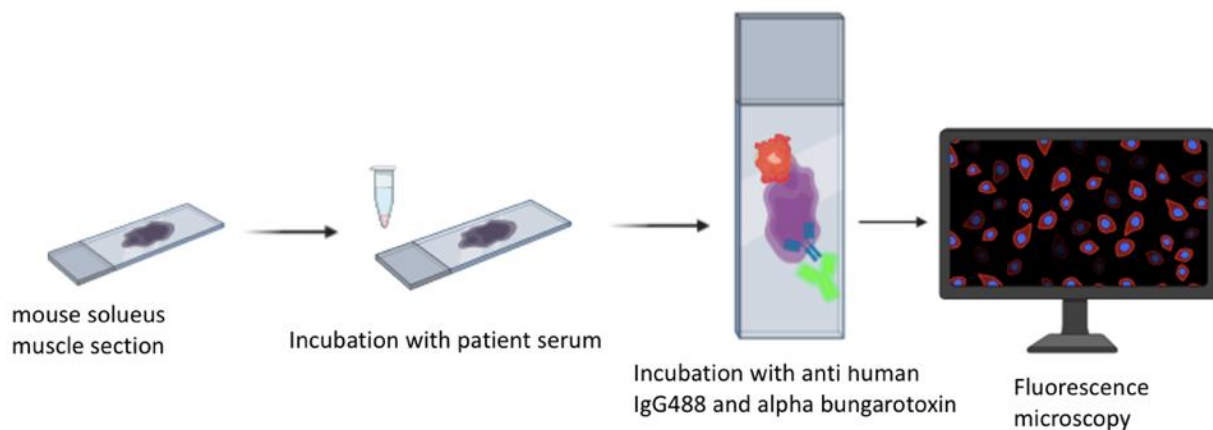 mouse solueus
muscle section
Incubation with patient serum
Incubation with anti human
IgG488 and alpha bungarotoxin
Fluorescence
microscopy